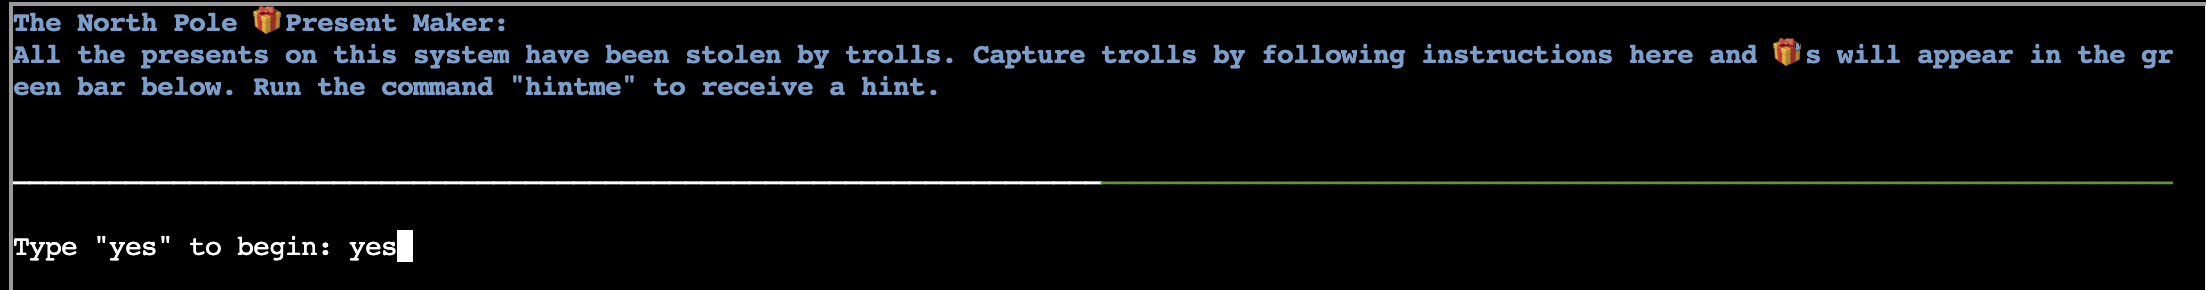 The North Pole 🎁Present Maker:
All the presents on this system have been stolen by trolls. Capture trolls by following instructions here and 🎁s will appear in the gr
een bar below. Run the command "hintme" to receive a hint.
Type "yes" to begin: yes